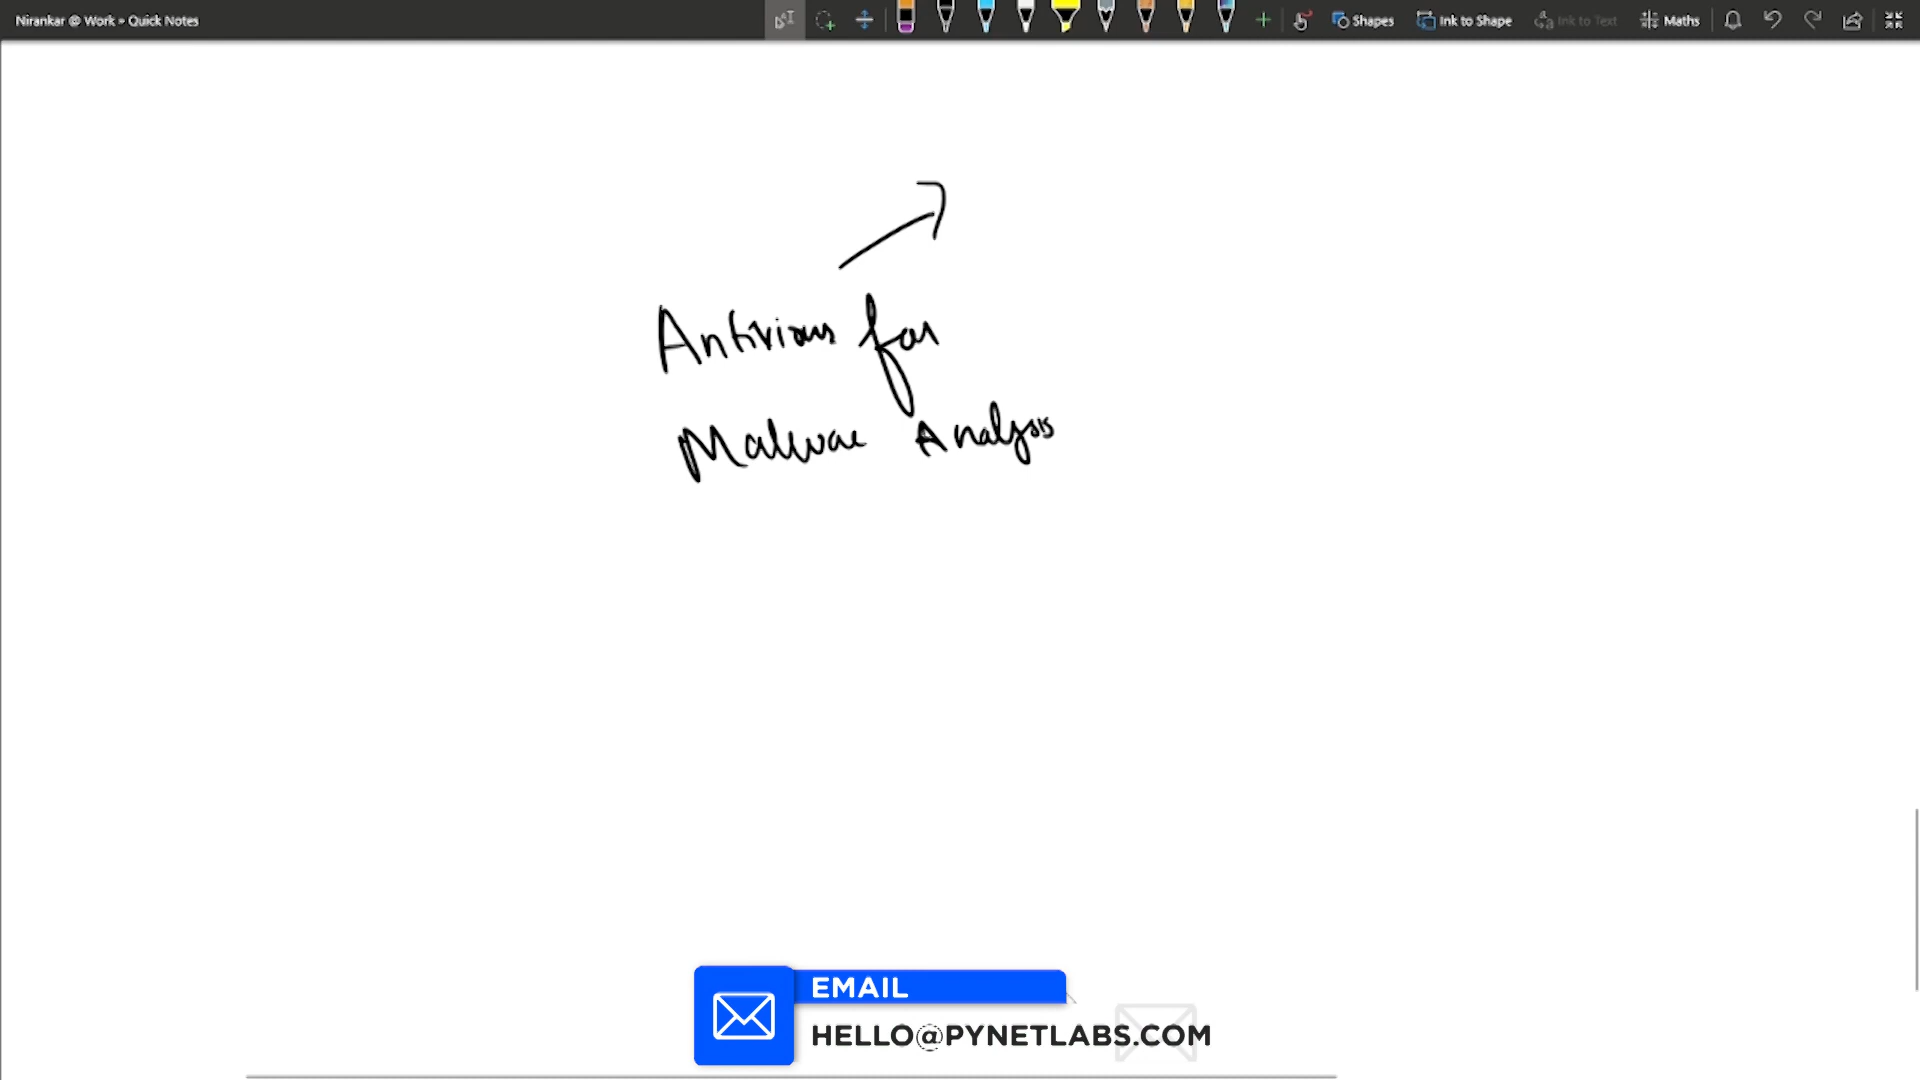 Nirankar @ Work » Quick Notes
Shapes
Ink to Shape
Ink to Text
Maths
Antivirus for
Malware Analysis
EMAIL
HELLO@PYNETLABS.COM